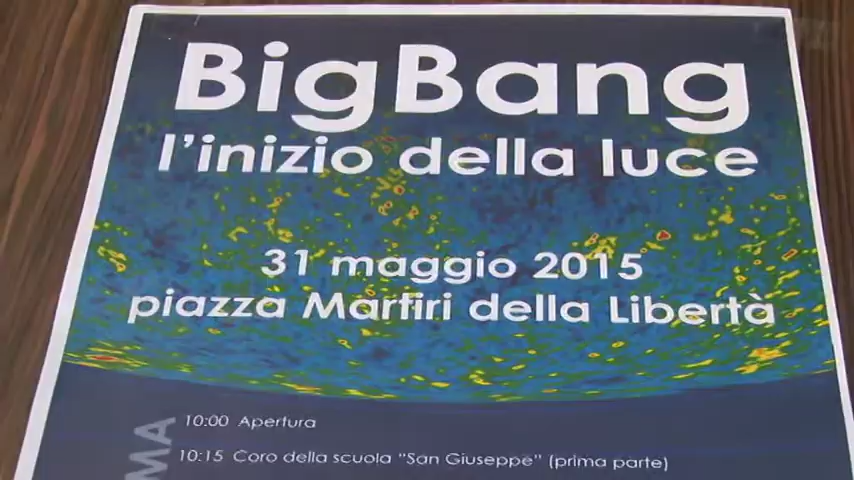 BigBang
l'inizio della luce
31 maggio 2015
piazza Martiri della Libertà
MA
10:00 Apertura
10:15 Coro della scuola "San Giuseppe" (prima parte)